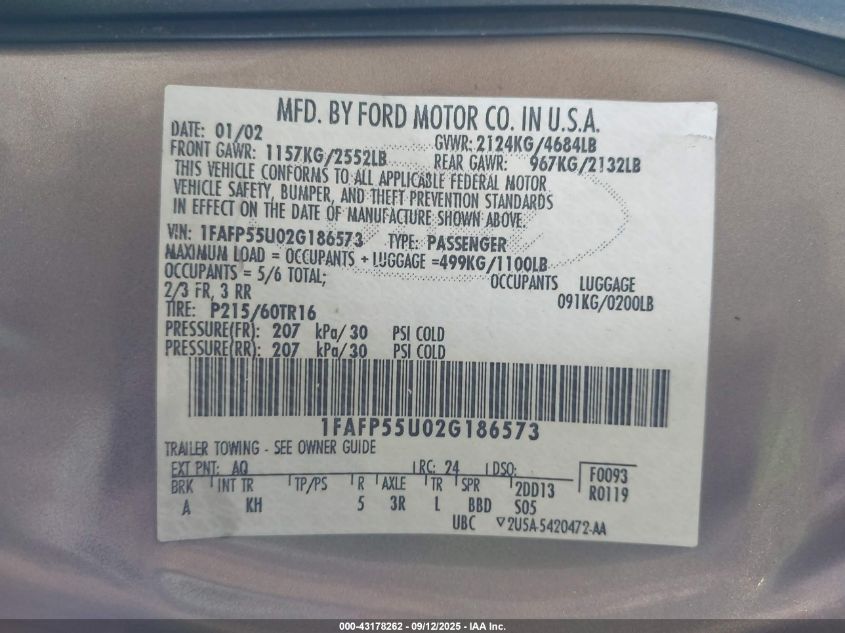 MFD. BY FORD MOTOR CO. IN U.S.A.
DATE: 01/02 GVWR: 2124KG/4684LB
FRONT GAWR: 1157KG/2552LB REAR GAWR: 967KG/2132LB
THIS VEHICLE CONFORMS TO ALL APPLICABLE FEDERAL MOTOR
VEHICLE SAFETY, BUMPER, AND THEFT PREVENTION STANDARDS
IN EFFECT ON THE DATE OF MANUFACTURE SHOWN ABOVE.
VIN: 1FAFP55U02G186573 TYPE: PASSENGER
MAXIMUM LOAD = OCCUPANTS + LUGGAGE =499KG/1100LB
OCCUPANTS = 5/6 TOTAL; OCCUPANTS LUGGAGE
2/3 FR, 3 RR 091KG/0200LB
TIRE: P215/60TR16
PRESSURE(FR): 207 kPa/30 PSI COLD
PRESSURE(RR): 207 kPa/30 PSI COLD
1FAFP55U02G186573
TRAILER TOWING - SEE OWNER GUIDE
EXT PNT: AQ RC: 24 DSO: F0093
BRK INT TR TP/PS R AXLE TR SPR 2DD13 R0119
A KH 5 3R L BBD S05
UBC ▽2USA-5420472-AA
000-43178262 - 09/12/2025 - IAA Inc.